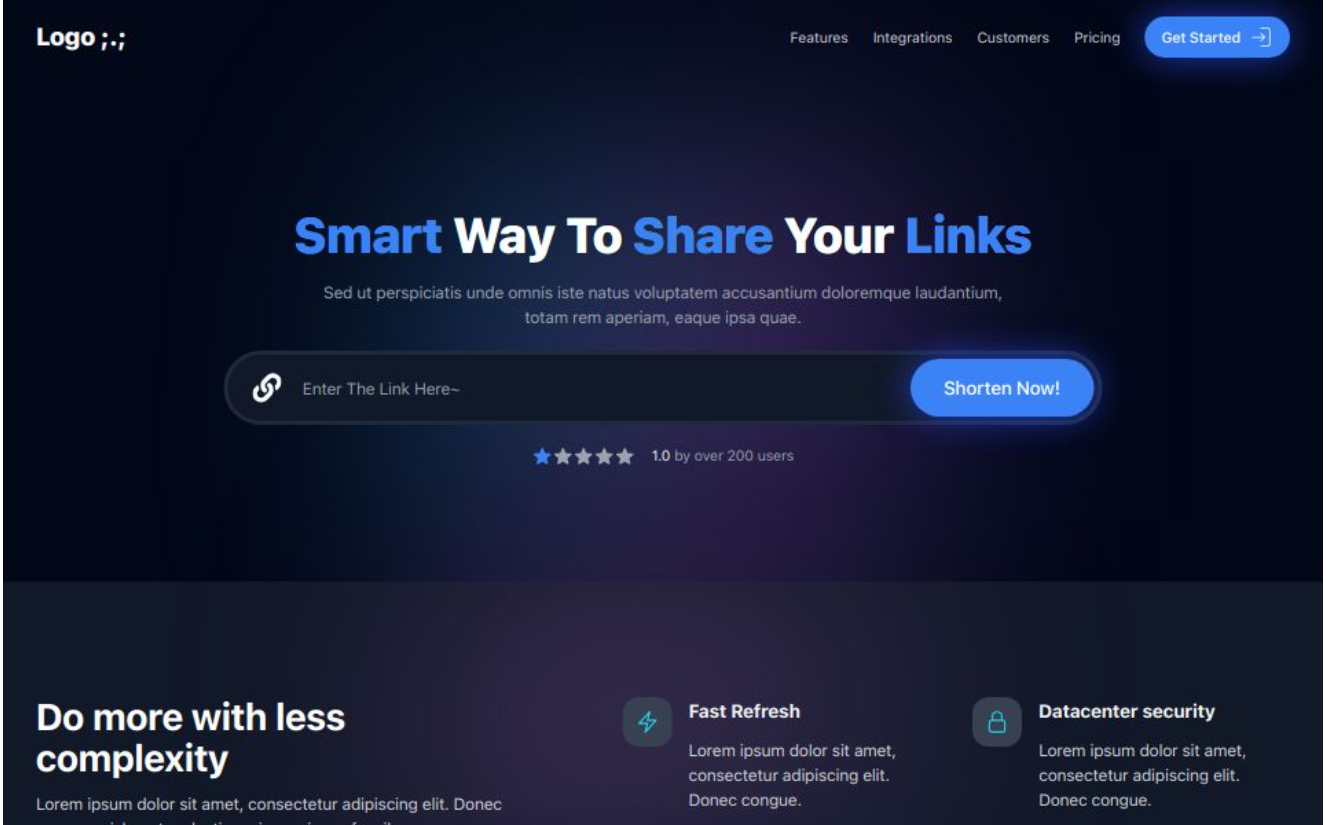 Logo ;.;
Features Integrations Customers Pricing Get Started
Smart Way To Share Your Links
Sed ut perspiciatis unde omnis iste natus voluptatem accusantium doloremque laudantium,
totam rem aperiam, eaque ipsa quae.
Enter The Link Here~ Shorten Now!
1.0 by over 200 users
Do more with less
complexity
Lorem ipsum dolor sit amet, consectetur adipiscing elit. Donec
Fast Refresh
Lorem ipsum dolor sit amet,
consectetur adipiscing elit.
Donec congue.
Datacenter security
Lorem ipsum dolor sit amet,
consectetur adipiscing elit.
Donec congue.